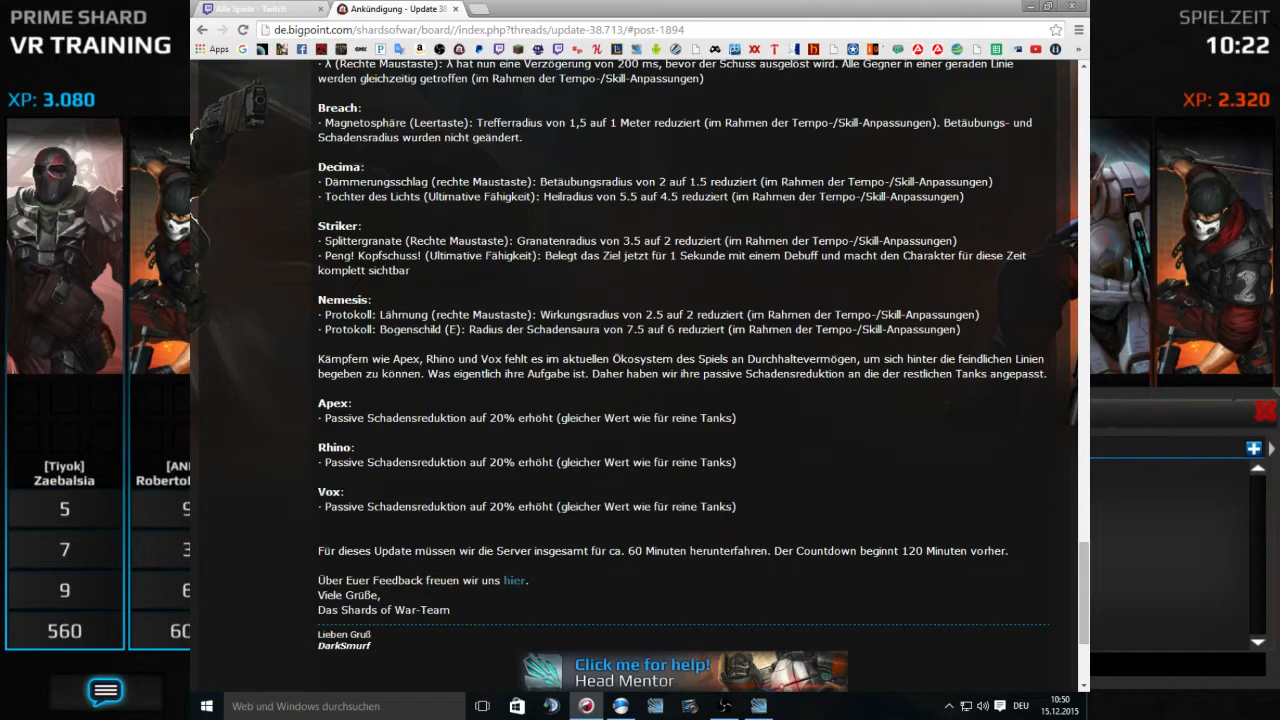 PRIME SHARD
VR TRAINING
XP: 3.080
[Tiyok]
Zaebalsia
5
7
9
560
Alle Spiele - Twitch
Ankündigung - Update 38
de.bigpoint.com/shardsofwar/board//index.php?threads/update-38.713/#post-1894
Apps
· λ (Rechte Maustaste): λ hat nun eine Verzögerung von 200 ms, bevor der Schuss ausgelöst wird. Alle Gegner in einer geraden Linie
werden gleichzeitig getroffen (im Rahmen der Tempo-/Skill-Anpassungen)
Breach:
· Magnetosphäre (Leertaste): Trefferradius von 1,5 auf 1 Meter reduziert (im Rahmen der Tempo-/Skill-Anpassungen). Betäubungs- und
Schadensradius wurden nicht geändert.
Decima:
· Dämmerungsschlag (rechte Maustaste): Betäubungsradius von 2 auf 1.5 reduziert (im Rahmen der Tempo-/Skill-Anpassungen)
· Tochter des Lichts (Ultimative Fähigkeit): Heilradius von 5.5 auf 4.5 reduziert (im Rahmen der Tempo-/Skill-Anpassungen)
Striker:
· Splittergranate (Rechte Maustaste): Granatenradius von 3.5 auf 2 reduziert (im Rahmen der Tempo-/Skill-Anpassungen)
· Peng! Kopfschuss! (Ultimative Fähigkeit): Belegt das Ziel jetzt für 1 Sekunde mit einem Debuff und macht den Charakter für diese Zeit
komplett sichtbar
Nemesis:
· Protokoll: Lähmung (rechte Maustaste): Wirkungsradius von 2.5 auf 2 reduziert (im Rahmen der Tempo-/Skill-Anpassungen)
· Protokoll: Bogenschild (E): Radius der Schadensaura von 7.5 auf 6 reduziert (im Rahmen der Tempo-/Skill-Anpassungen)
Kämpfern wie Apex, Rhino und Vox fehlt es im aktuellen Ökosystem des Spiels an Durchhaltevermögen, um sich hinter die feindlichen Linien
begeben zu können. Was eigentlich ihre Aufgabe ist. Daher haben wir ihre passive Schadensreduktion an die der restlichen Tanks angepasst.
Apex:
· Passive Schadensreduktion auf 20% erhöht (gleicher Wert wie für reine Tanks)
Rhino:
· Passive Schadensreduktion auf 20% erhöht (gleicher Wert wie für reine Tanks)
Vox:
· Passive Schadensreduktion auf 20% erhöht (gleicher Wert wie für reine Tanks)
Für dieses Update müssen wir die Server insgesamt für ca. 60 Minuten herunterfahren. Der Countdown beginnt 120 Minuten vorher.
Über Euer Feedback freuen wir uns hier.
Viele Grüße,
Das Shards of War-Team
Lieben Gruß
DarkSmurf
Click me for help!
Head Mentor
Web und Windows durchsuchen
DEU
10:50
15.12.2015
SPIELZEIT
10:22
XP: 2.320
2